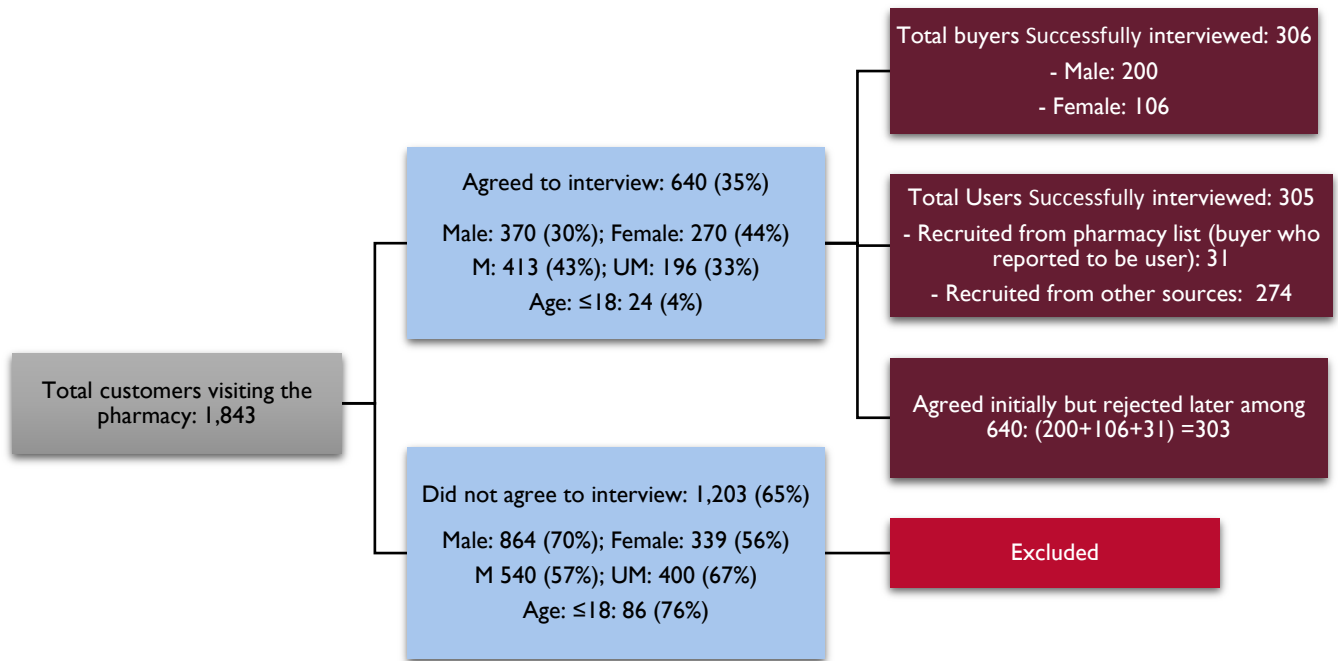 Total customers visiting the
pharmacy: 1,843
Agreed to interview: 640 (35%)
Male: 370 (30%); Female: 270 (44%)
M: 413 (43%); UM: 196 (33%)
Age: ≤18: 24 (4%)
Did not agree to interview: 1,203 (65%)
Male: 864 (70%); Female: 339 (56%)
M 540 (57%); UM: 400 (67%)
Age: ≤18: 86 (76%)
Total buyers Successfully interviewed: 306
- Male: 200
- Female: 106
Total Users Successfully interviewed: 305
- Recruited from pharmacy list (buyer who
reported to be user): 31
- Recruited from other sources: 274
Agreed initially but rejected later among
640: (200+106+31) =303
Excluded